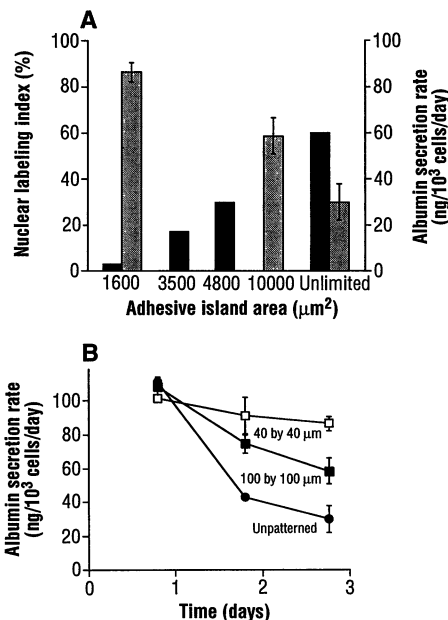 A
Nuclear labeling index (%)
100
80
60
40
20
0
100
80
60
40
20
0
Albumin secretion rate
(ng/10³ cells/day)
1600 3500 4800 10000 Unlimited
Adhesive island area (μm²)
B
Albumin secretion rate
(ng/10³ cells/day)
100
80
60
40
20
0
40 by 40 μm
100 by 100 μm
Unpatterned
0 1 2 3
Time (days)